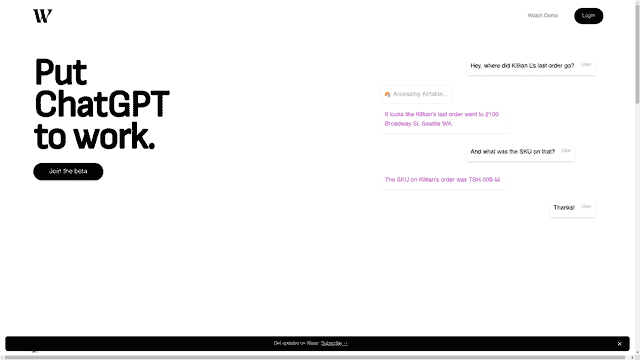 W
Watch Demo
Login
Put
ChatGPT
to work.
Join the beta
Hey, where did Killian L's last order go? User
Accessing Airtable...
It looks like Killian's last order went to 2100
Broadway St, Seattle WA.
And what was the SKU on that? User
The SKU on Killian's order was TSH-000-M.
Thanks! User
Get updates on Subscribe